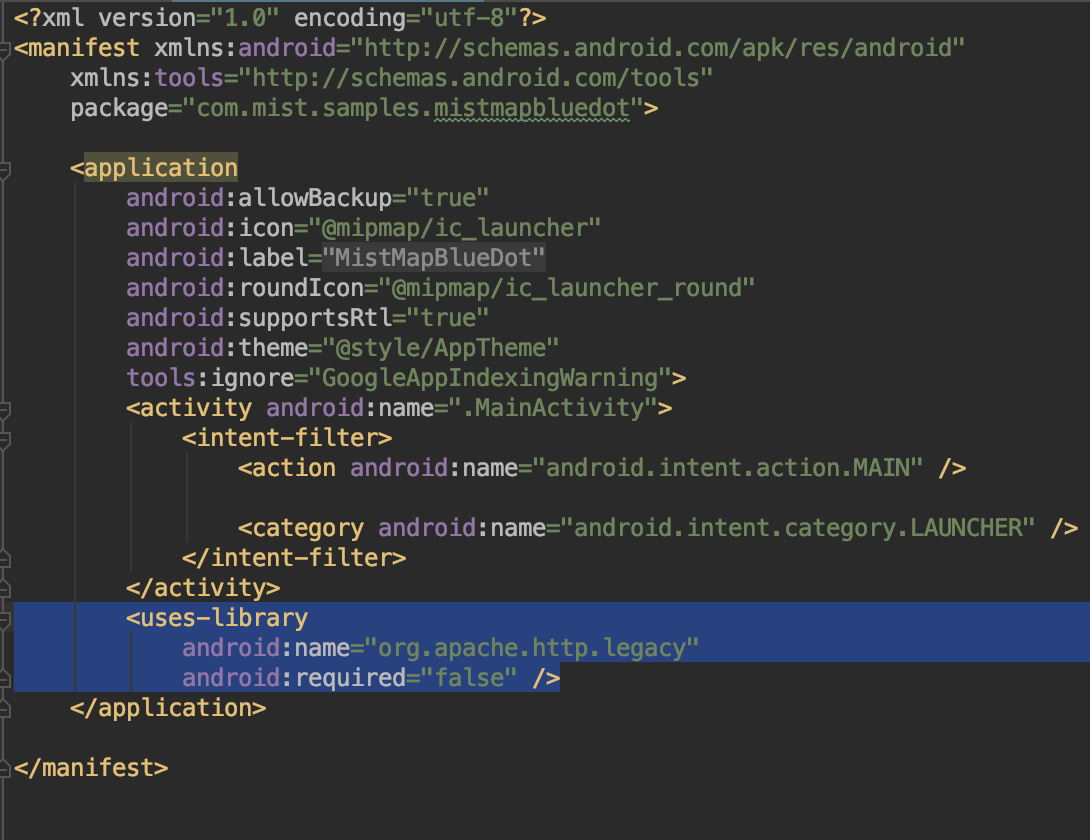 <?xml version="1.0" encoding="utf-8"?>
<manifest xmlns:android="http://schemas.android.com/apk/res/android"
    xmlns:tools="http://schemas.android.com/tools"
    package="com.mist.samples.mistmapbluedot">
    <application
        android:allowBackup="true"
        android:icon="@mipmap/ic_launcher"
        android:label="MistMapBlueDot"
        android:roundIcon="@mipmap/ic_launcher_round"
        android:supportsRtl="true"
        android:theme="@style/AppTheme"
        tools:ignore="GoogleAppIndexingWarning">
        <activity android:name=".MainActivity">
            <intent-filter>
                <action android:name="android.intent.action.MAIN" />
                <category android:name="android.intent.category.LAUNCHER" />
            </intent-filter>
        </activity>
        <uses-library
            android:name="org.apache.http.legacy"
            android:required="false" />
    </application>
</manifest>